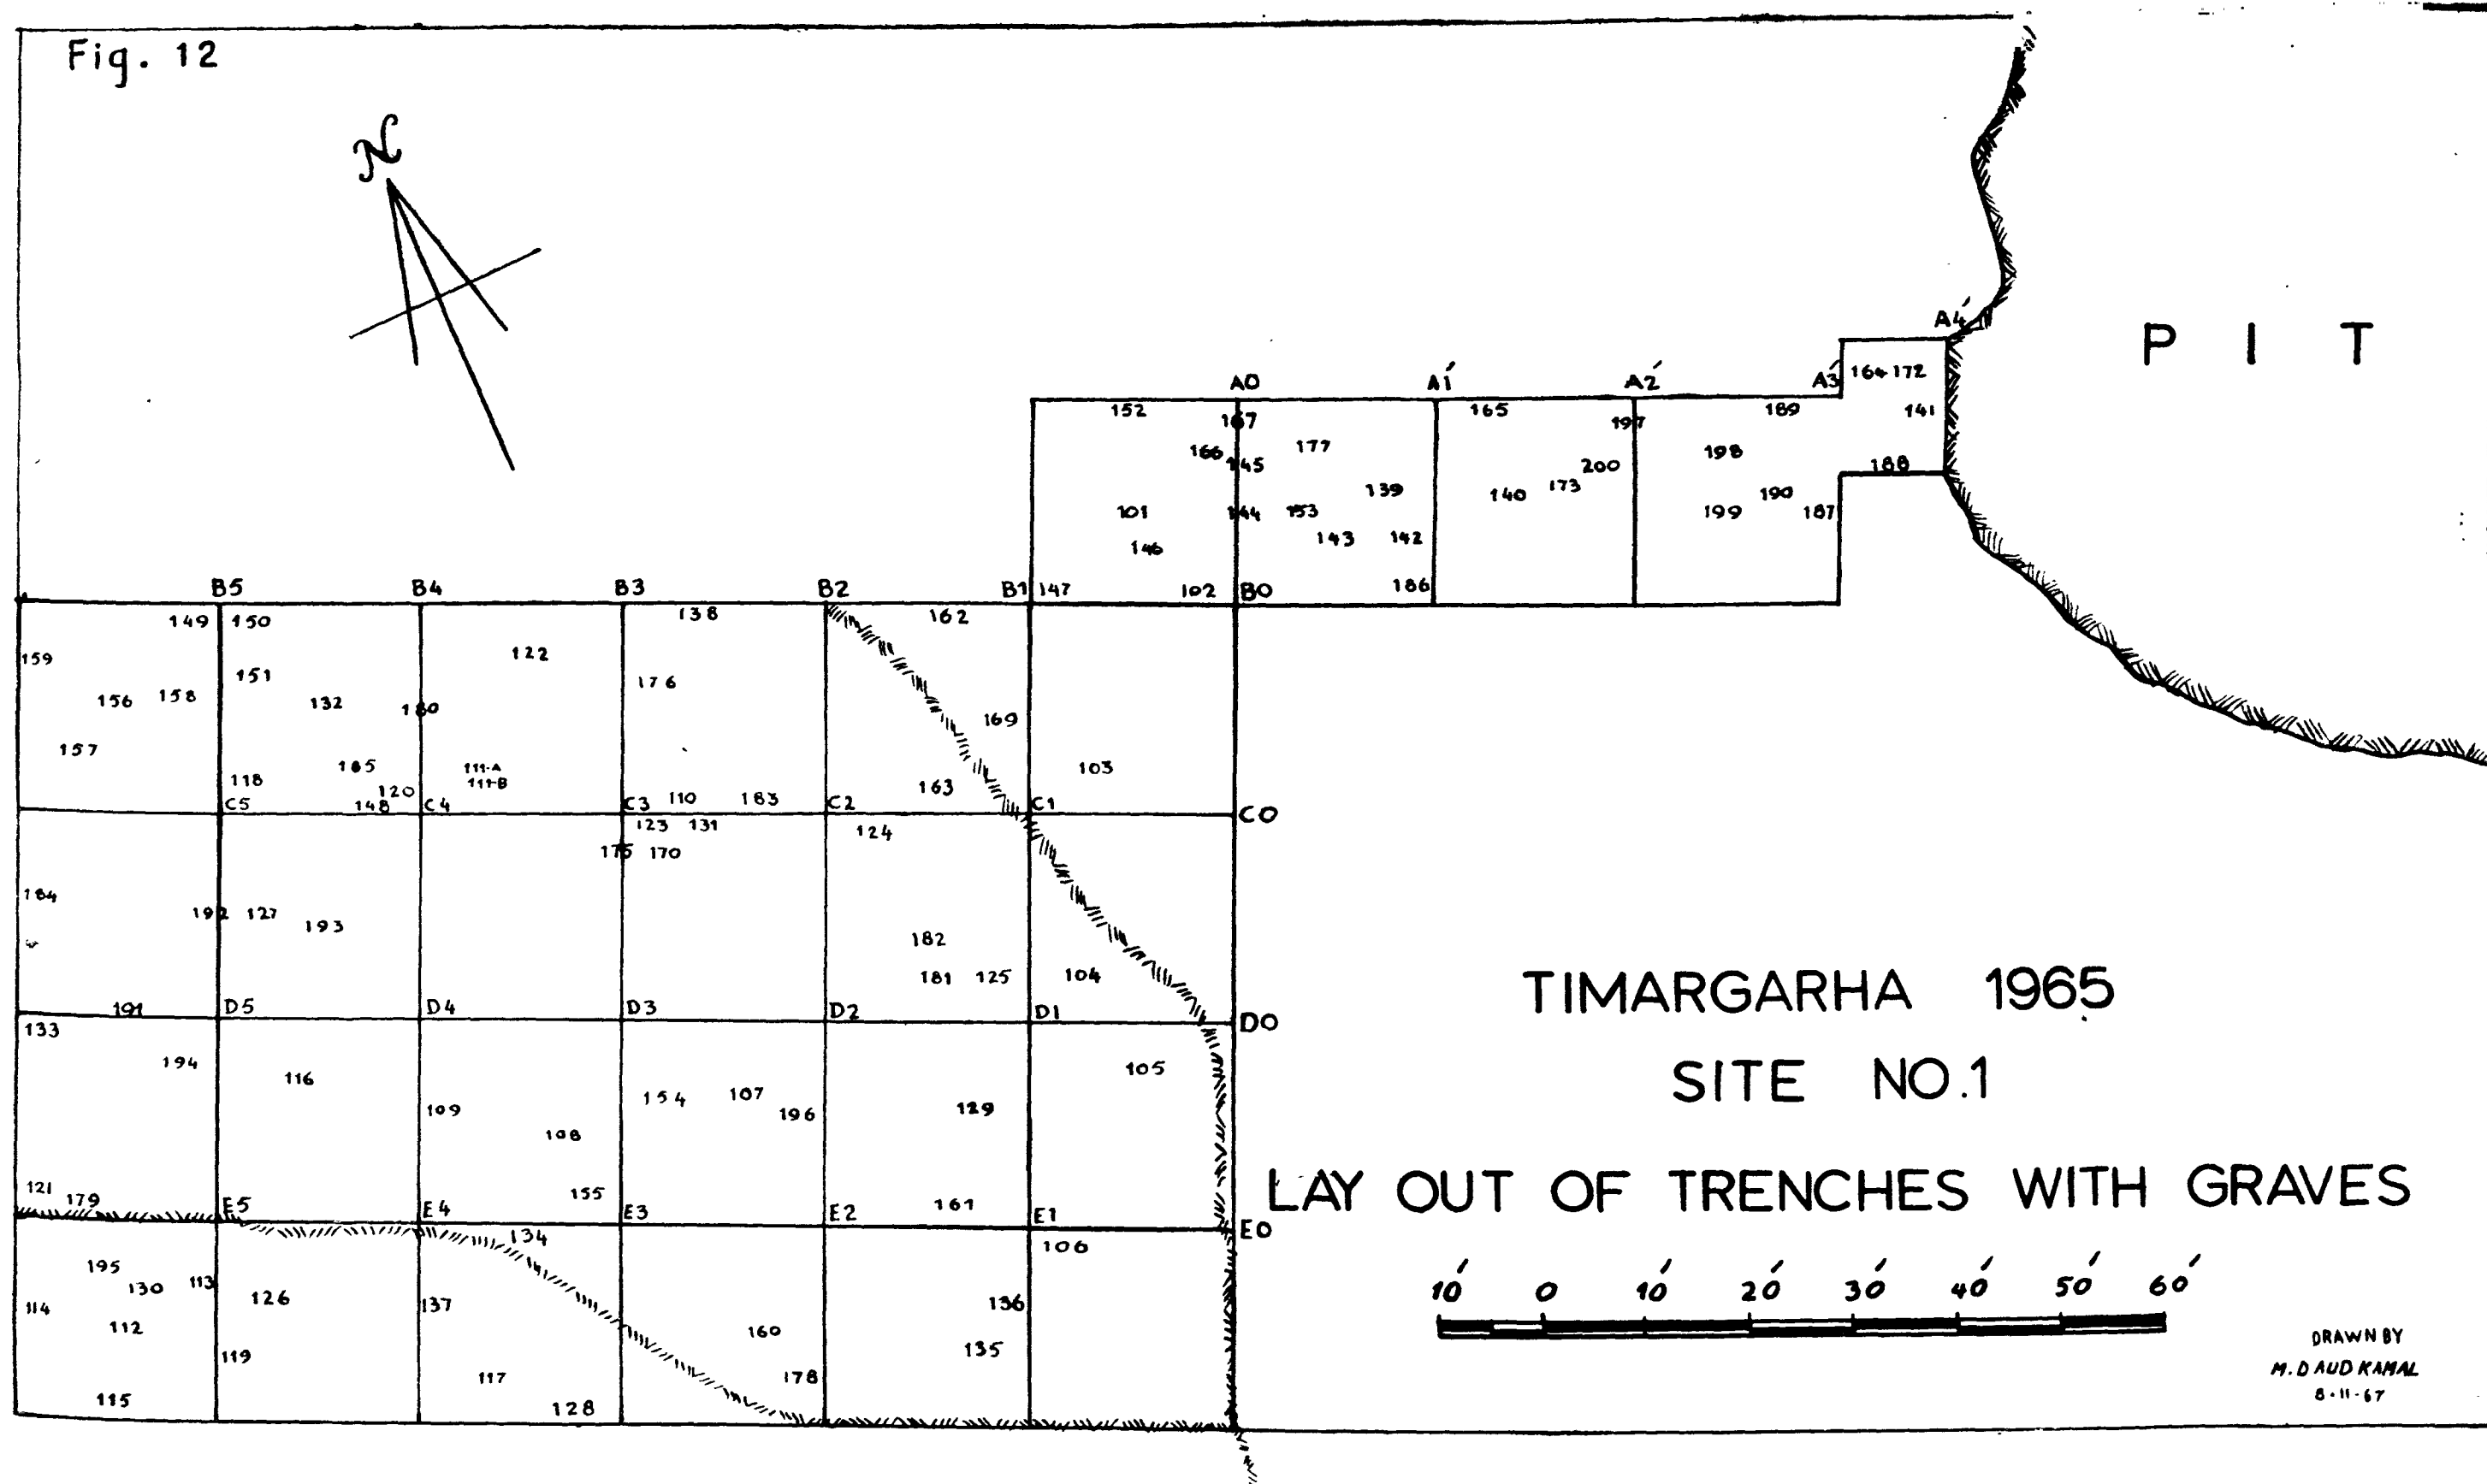 Fig. 12
N
P I T
A4'
A0 A1' A2' A3' 164 172
152 167 165 197 189 141
166 145 177 200 198 188
139 140 173 190
101 144 153 199 187
146 143 142
B5 B4 B3 B2 B1 147 102 B0 186
149 150 138 162
159 122
151 176
156 158 132 180 169
157 165 111-A 103
118 120 111-B 163
C5 148 C4 C3 110 183 C2 C1 C0
123 131 124
175 170
184
192 127 193 182
181 125 104
191 D5 D4 D3 D2 D1 D0
133
194 116 105
109 154 107 196 129
108
121 179 155 161
E5 E4 E3 E2 E1 E0
134 106
195 130 113 126
114 137 136
112 160
119 135
117 178
115 128
TIMARGARHA 1965
SITE NO.1
LAY OUT OF TRENCHES WITH GRAVES
10' 0 10' 20' 30' 40' 50' 60'
DRAWN BY
M. DAUD KAMAL
8-11-67